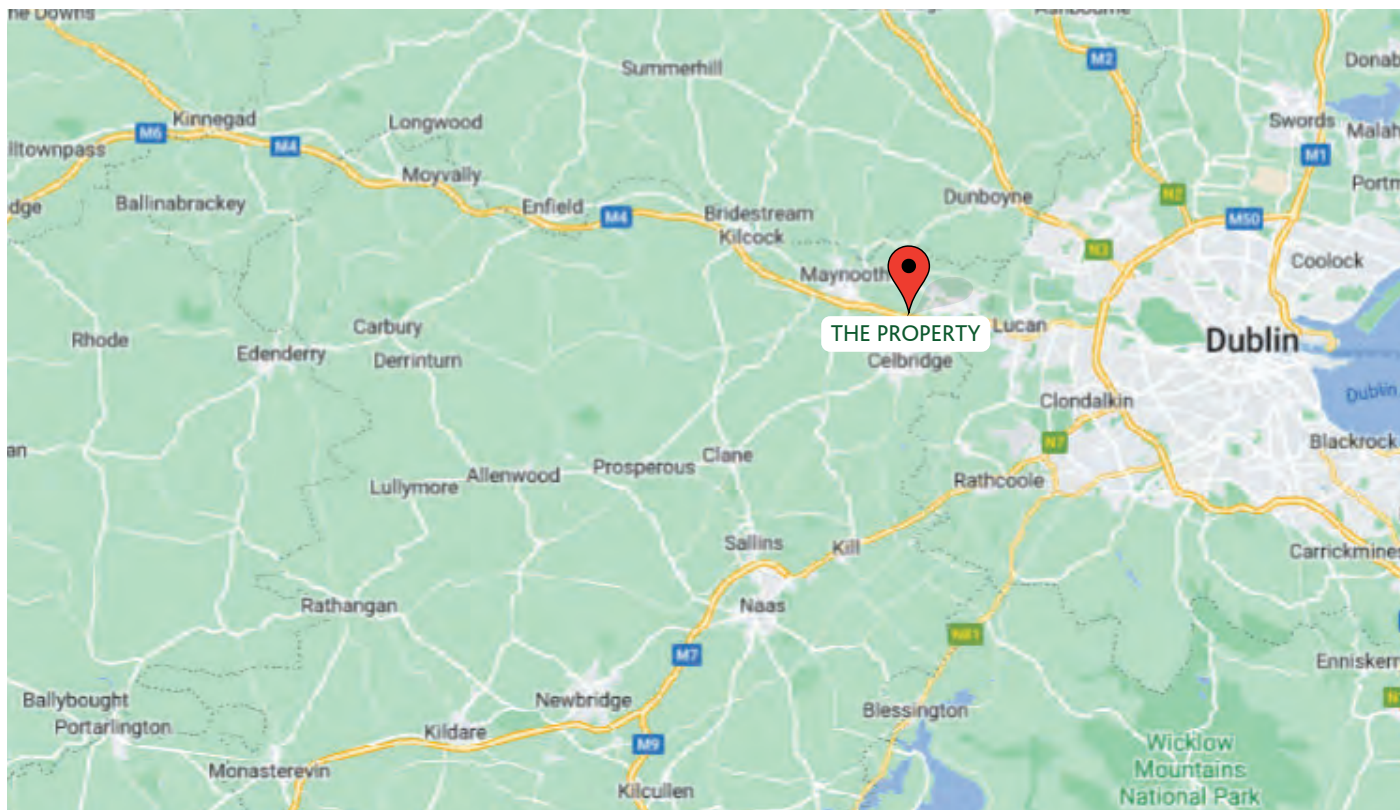 Summerhill
M2
Donab
Kinnegad
Longwood
Swords
M6
M4
M1
Malah
illtownpass
Moyvally
Portm
dge
Ballinabrackey
Enfield
M4
Bridestream
Kilcock
Dunboyne
N2
M50
N3
Coolock
Maynooth
THE PROPERTY
Lucan
Dublin
Rhode
Carbury
Edenderry
Derrinturn
Celbridge
Dublin
Clondalkin
an
N7
Blackrock
Clane
Prosperous
Allenwood
Lullymore
Rathcoole
Sallins
Kill
Carrickmines
Rathangan
Naas
N81
M7
Enniskerr
Ballybought
Portarlington
Newbridge
Kildare
Blessington
M9
Monasterevin
Kilcullen
Wicklow
Mountains
National Park